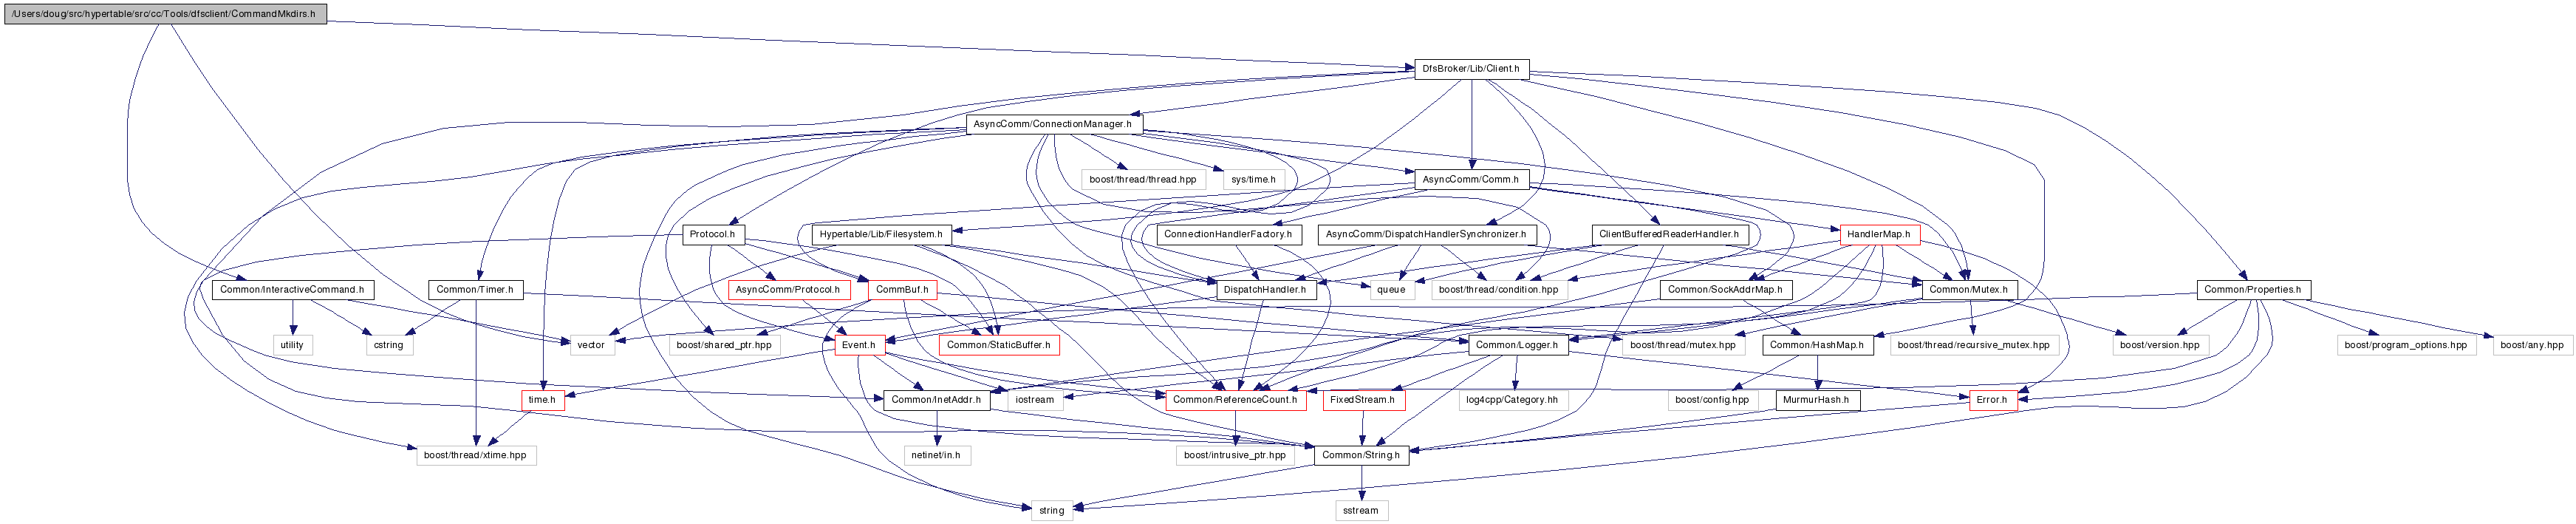 /Users/doug/src/hypertable/src/cc/Tools/dfsclient/CommandMkdirs.h
DfsBroker/Lib/Client.h
AsyncComm/ConnectionManager.h
boost/thread/thread.hpp
sys/time.h
AsyncComm/Comm.h
Protocol.h
Hypertable/Lib/Filesystem.h
ConnectionHandlerFactory.h
AsyncComm/DispatchHandlerSynchronizer.h
ClientBufferedReaderHandler.h
HandlerMap.h
Common/InteractiveCommand.h
Common/Timer.h
AsyncComm/Protocol.h
CommBuf.h
DispatchHandler.h
queue
boost/thread/condition.hpp
Common/SockAddrMap.h
Common/Mutex.h
Common/Properties.h
utility
cstring
vector
boost/shared_ptr.hpp
Event.h
Common/StaticBuffer.h
Common/Logger.h
boost/thread/mutex.hpp
Common/HashMap.h
boost/thread/recursive_mutex.hpp
boost/version.hpp
boost/program_options.hpp
boost/any.hpp
time.h
Common/InetAddr.h
iostream
Common/ReferenceCount.h
FixedStream.h
log4cpp/Category.hh
boost/config.hpp
MurmurHash.h
Error.h
boost/thread/xtime.hpp
netinet/in.h
boost/intrusive_ptr.hpp
Common/String.h
string
sstream